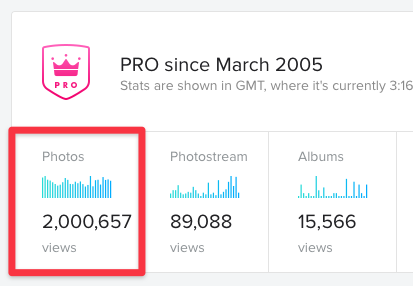 PRO
PRO since March 2005
Stats are shown in GMT, where it's currently 3:16
Photos
2,000,657
views
Photostream
89,088
views
Albums
15,566
views